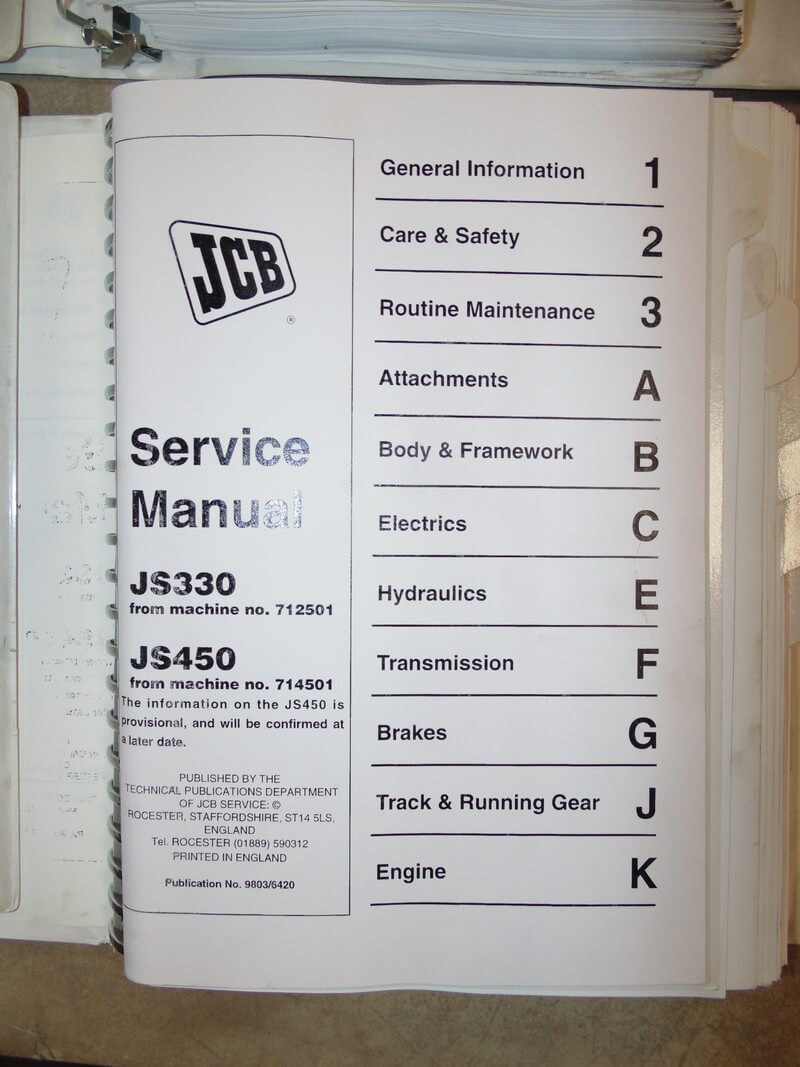 JCB
®
Service
Manual
JS330
from machine no. 712501
JS450
from machine no. 714501
The information on the JS450 is
provisional, and will be confirmed at
a later date.
PUBLISHED BY THE
TECHNICAL PUBLICATIONS DEPARTMENT
OF JCB SERVICE: ©
ROCESTER, STAFFORDSHIRE, ST14 5LS,
ENGLAND
Tel. ROCESTER (01889) 590312
PRINTED IN ENGLAND
Publication No. 9803/6420
General Information 1
Care & Safety 2
Routine Maintenance 3
Attachments A
Body & Framework B
Electrics C
Hydraulics E
Transmission F
Brakes G
Track & Running Gear J
Engine K